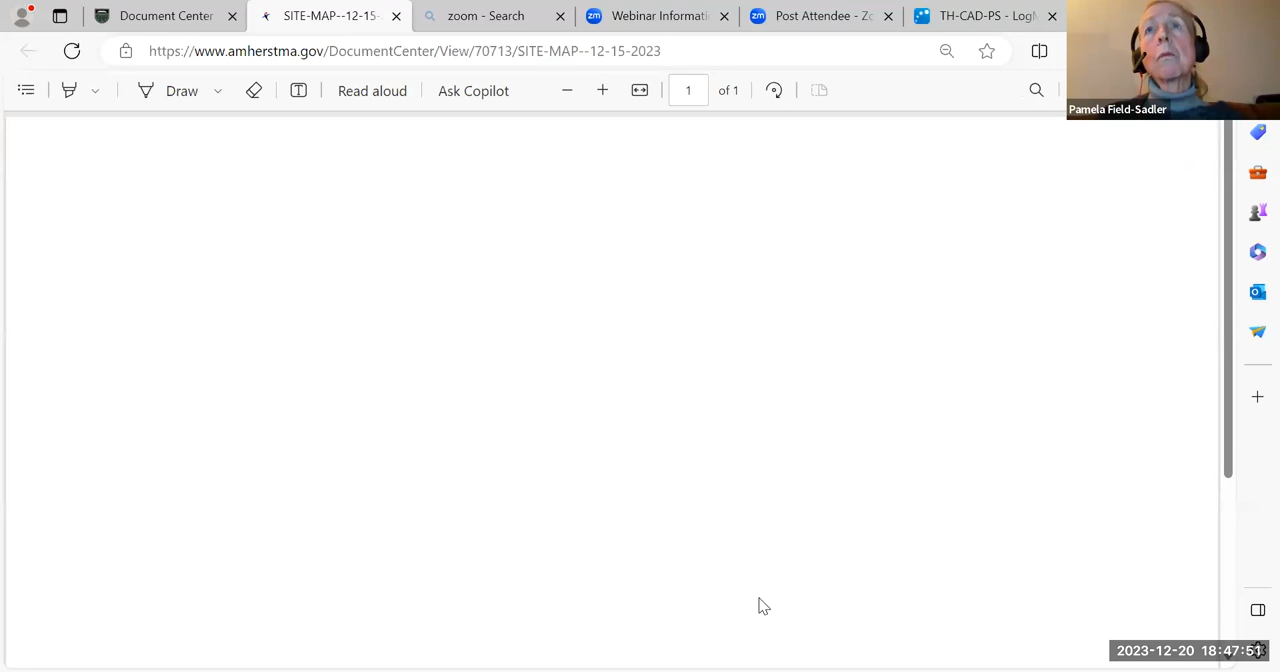 Document Center
SITE-MAP--12-15-
zoom - Search
Webinar Informati
Post Attendee - Zo
TH-CAD-PS - LogM
https://www.amherstma.gov/DocumentCenter/View/70713/SITE-MAP--12-15-2023
Draw
Read aloud
Ask Copilot
1
of 1
Pamela Field-Sadler
2023-12-20 18:47:51